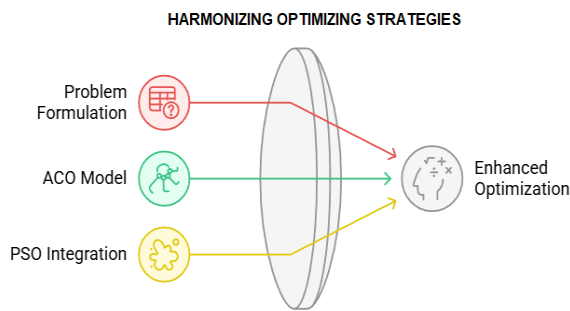 HARMONIZING OPTIMIZING STRATEGIES
Problem
Formulation
ACO Model
PSO Integration
Enhanced
Optimization